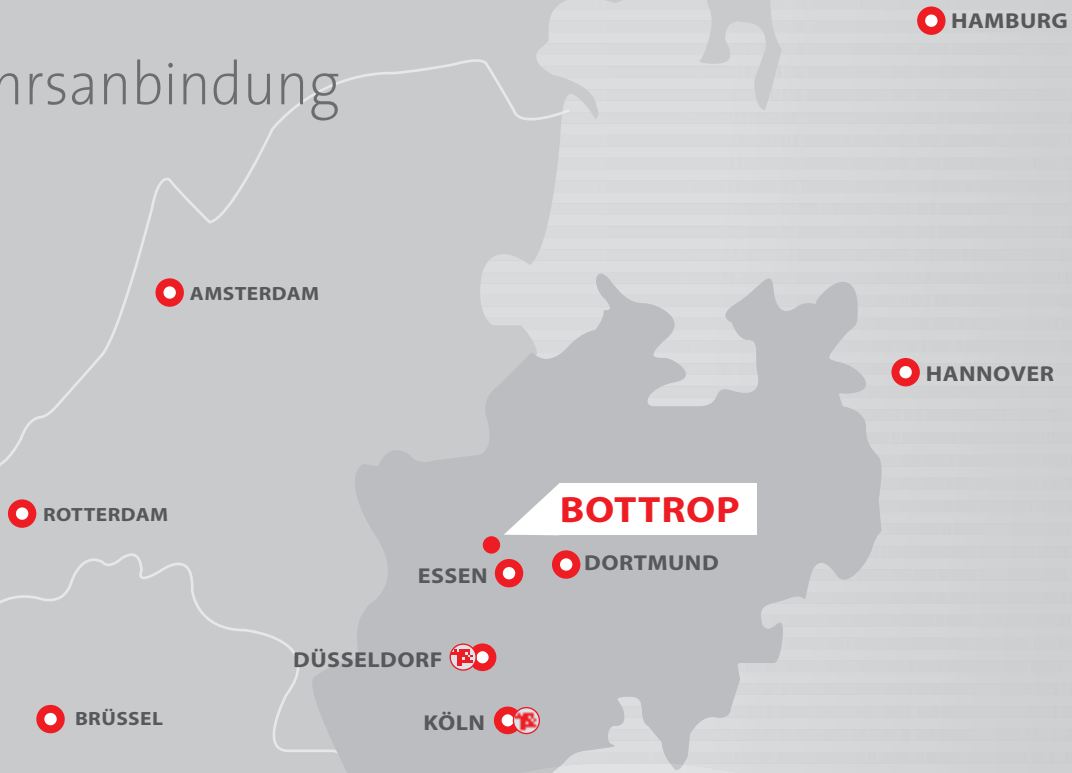 HAMBURG
hrsanbindung
AMSTERDAM
HANNOVER
BOTTROP
ROTTERDAM
DORTMUND
ESSEN
DÜSSELDORF
BRÜSSEL
KÖLN